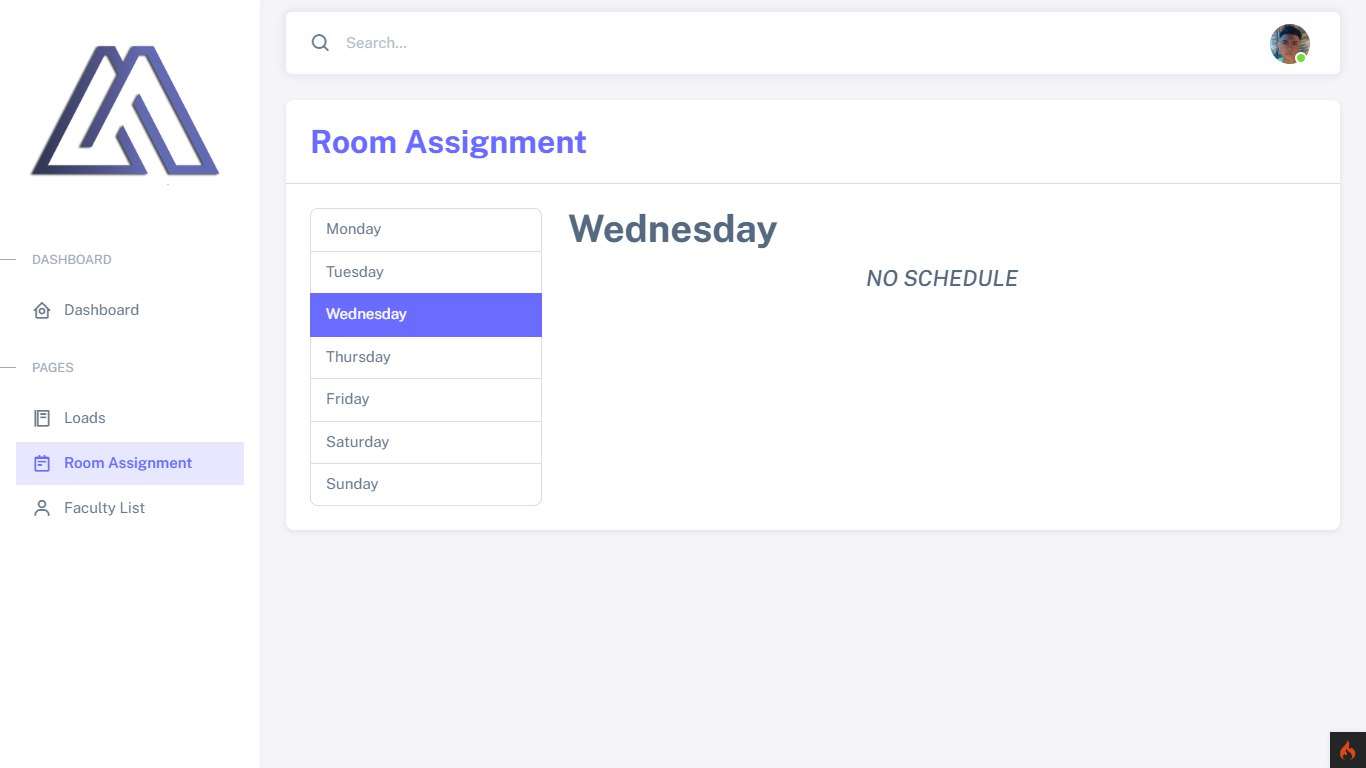 Search...
DASHBOARD
Dashboard
PAGES
Loads
Room Assignment
Faculty List
Room Assignment
Monday
Tuesday
Wednesday
Thursday
Friday
Saturday
Sunday
Wednesday
NO SCHEDULE